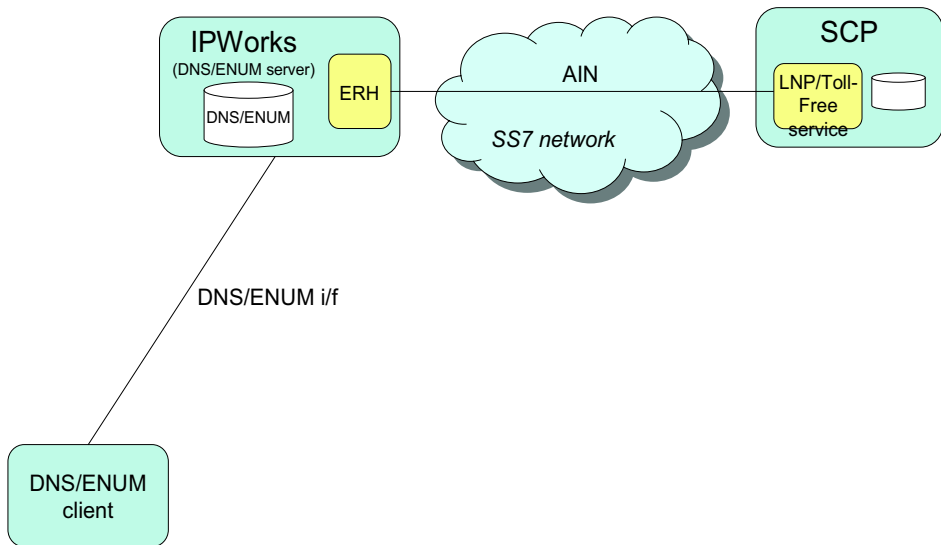 IPWorks
(DNS/ENUM server)
DNS/ENUM
ERH
AIN
SS7 network
SCP
LNP/Toll-
Free
service
DNS/ENUM i/f
DNS/ENUM
client